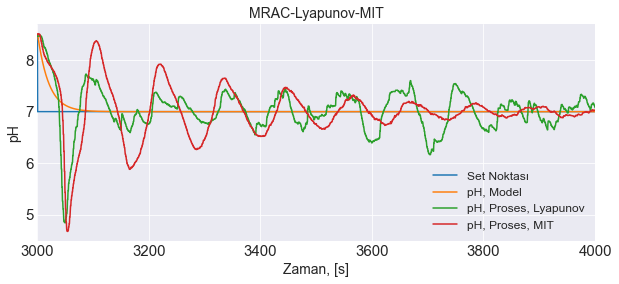 MRAC-Lyapunov-MIT
8
7
6
5
pH
3000 3200 3400 3600 3800 4000
Zaman, [s]
Set Noktası
pH, Model
pH, Proses, Lyapunov
pH, Proses, MIT